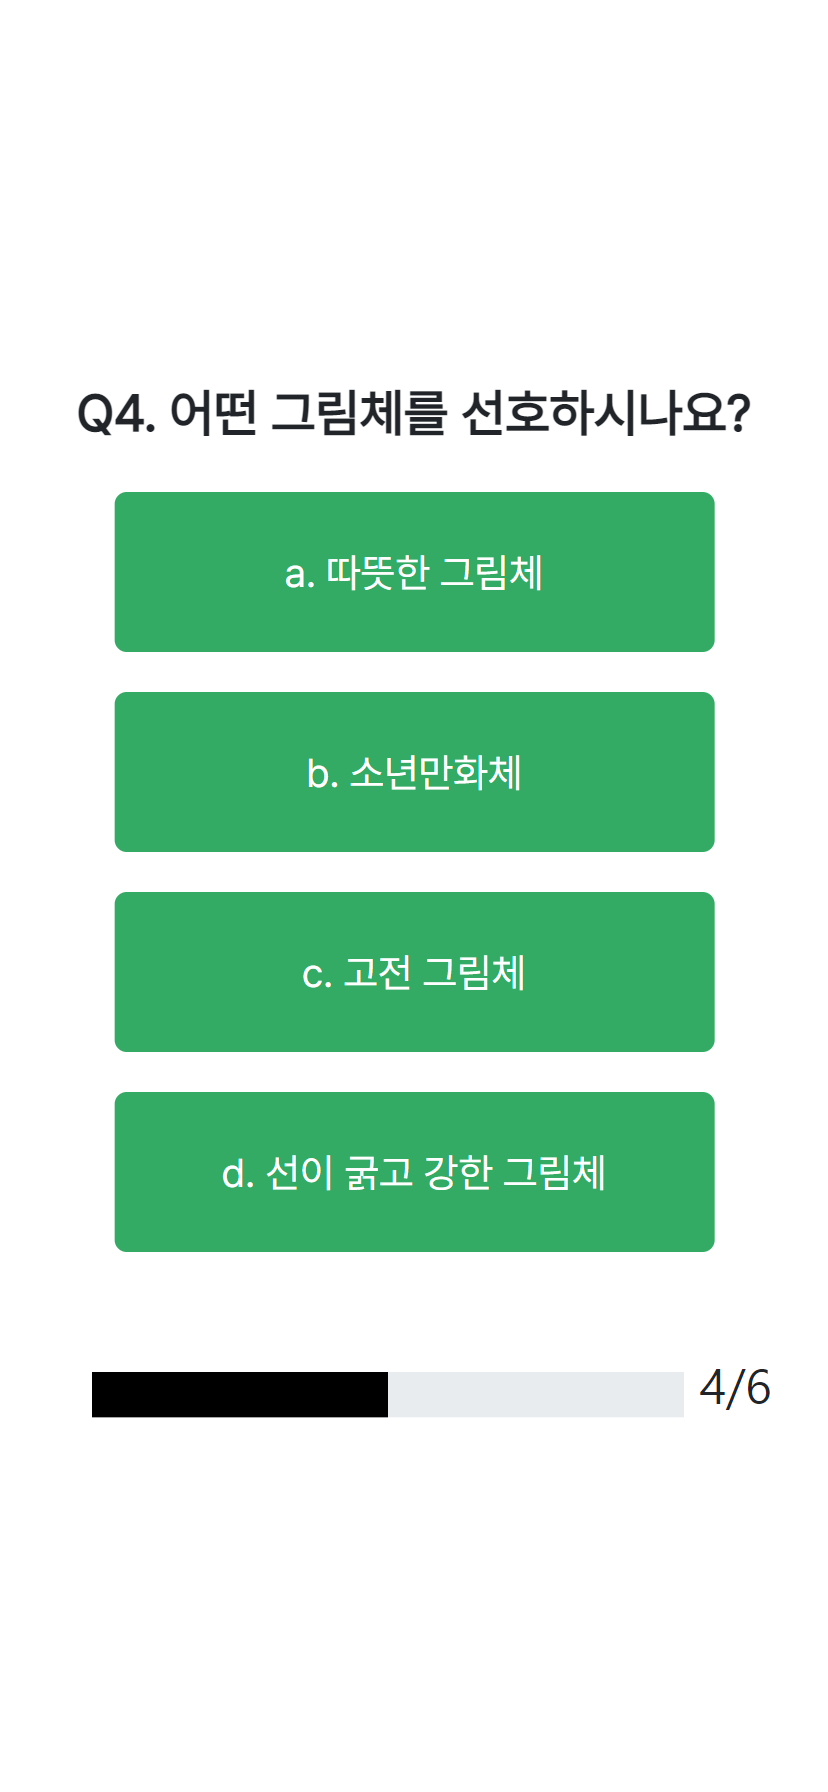 Q4. 어떤 그림체를 선호하시나요?
a. 따뜻한 그림체
b. 소년만화체
c. 고전 그림체
d. 선이 굵고 강한 그림체
4/6